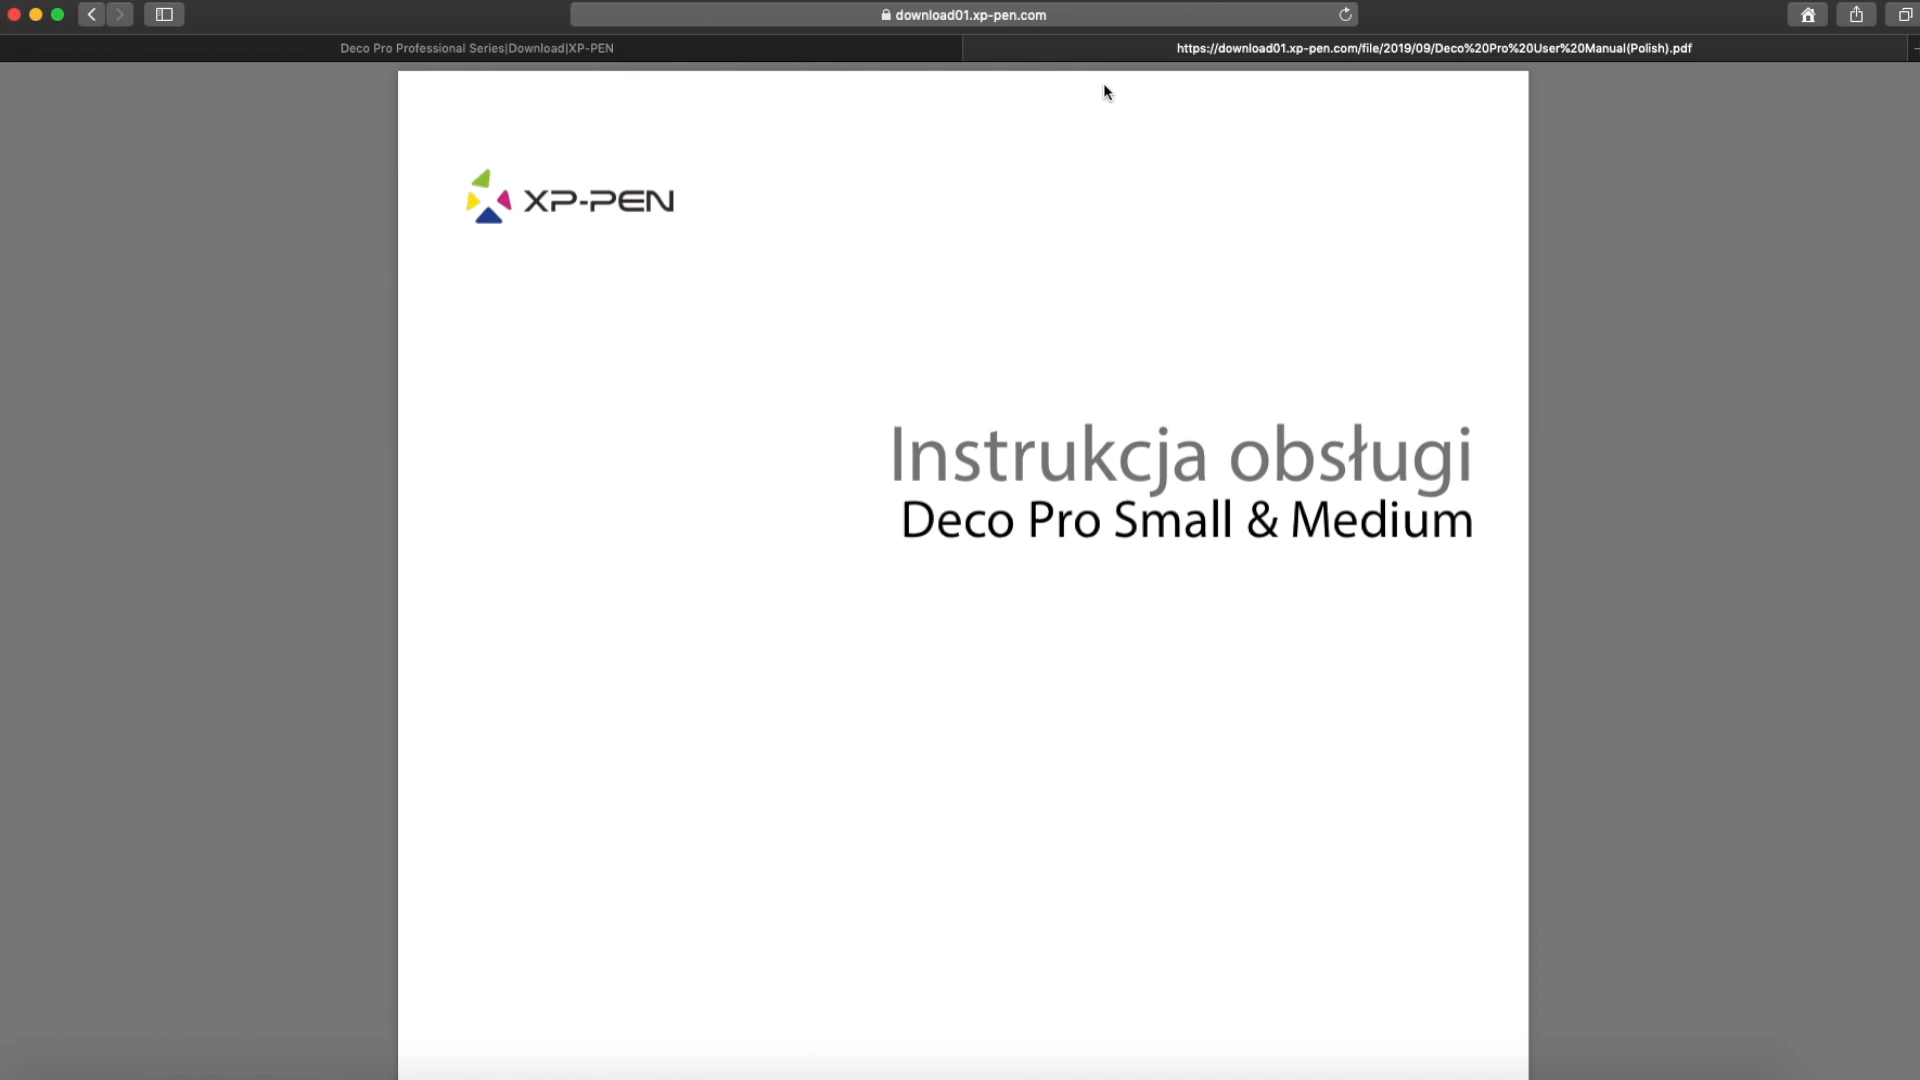 download01.xp-pen.com
Deco Pro Professional Series|Download|XP-PEN
https://download01.xp-pen.com/file/2019/09/Deco%20Pro%20User%20Manual(Polish).pdf
XP-PEN
Instrukcja obsługi
Deco Pro Small & Medium